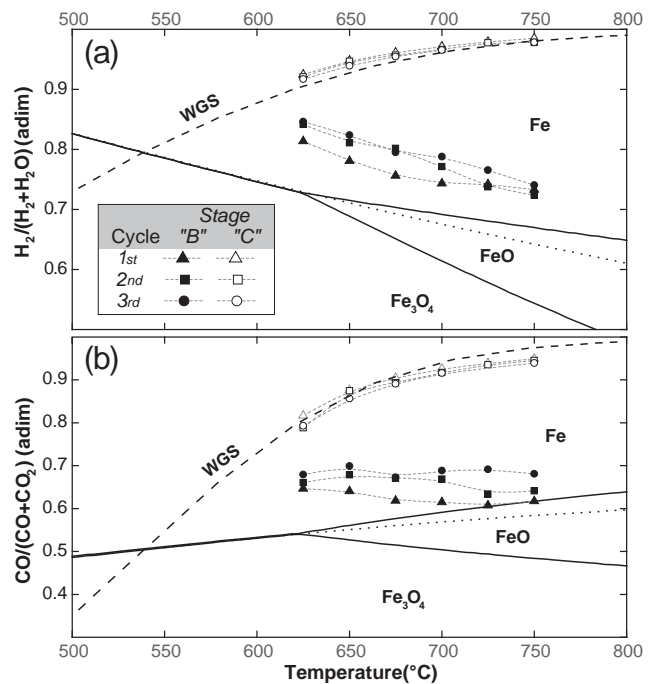 500 550 600 650 700 750 800
(a)
0.9
0.8
0.7
0.6
H2/(H2+H2O) (adim)
WGS
Fe
FeO
Fe3O4
Stage
Cycle "B" "C"
1st
2nd
3rd
(b)
0.9
0.8
0.7
0.6
0.5
0.4
CO/(CO+CO2) (adim)
WGS
Fe
FeO
Fe3O4
500 550 600 650 700 750 800
Temperature(°C)